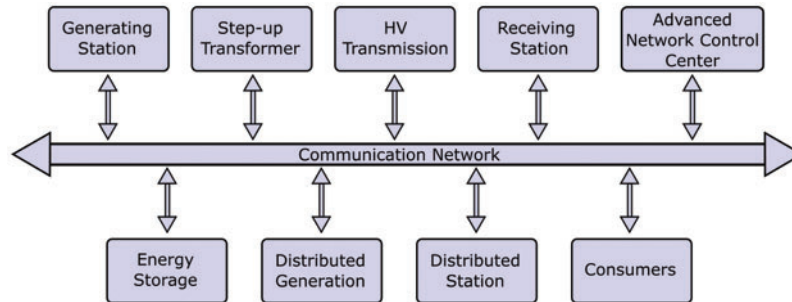 Generating
Station
Step-up
Transformer
HV
Transmission
Receiving
Station
Advanced
Network Control
Center
Communication Network
Energy
Storage
Distributed
Generation
Distributed
Station
Consumers